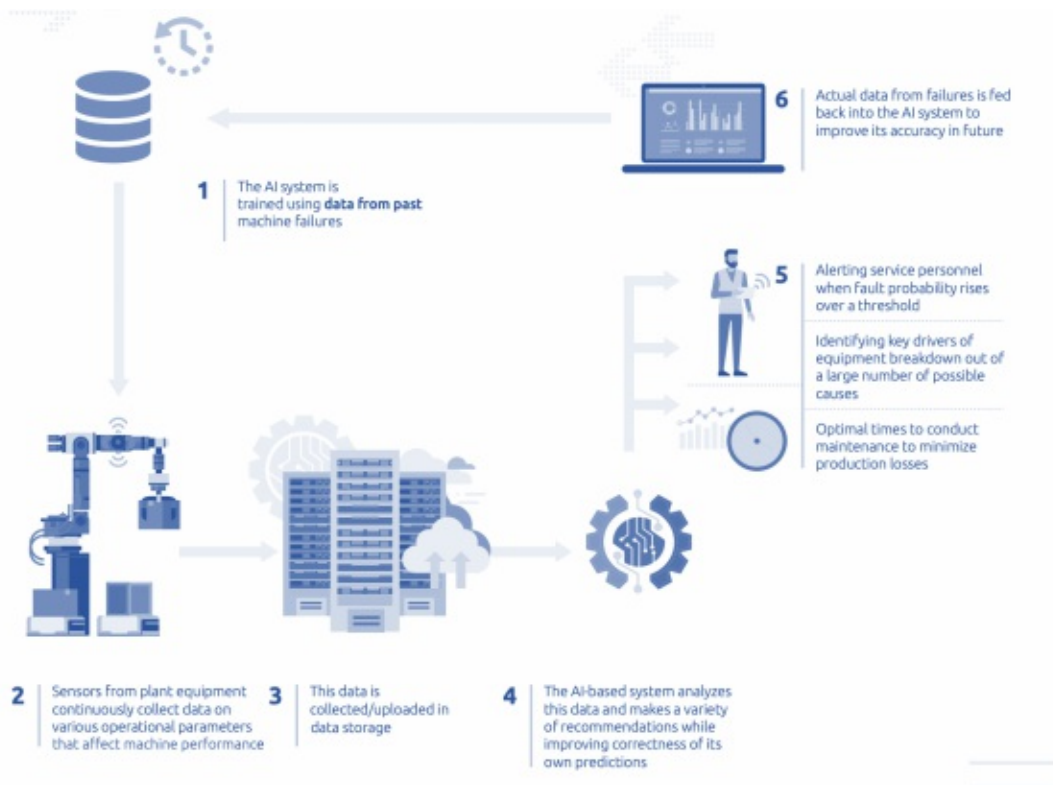 1
The AI system is
trained using data from past
machine failures
2
Sensors from plant equipment
continuously collect data on
various operational parameters
that affect machine performance
3
This data is
collected/uploaded in
data storage
4
The AI-based system analyzes
this data and makes a variety
of recommendations while
improving correctness of its
own predictions
5
Alerting service personnel
when fault probability rises
over a threshold
Identifying key drivers of
equipment breakdown out of
a large number of possible
causes
Optimal times to conduct
maintenance to minimize
production losses
6
Actual data from failures is fed
back into the AI system to
improve its accuracy in future